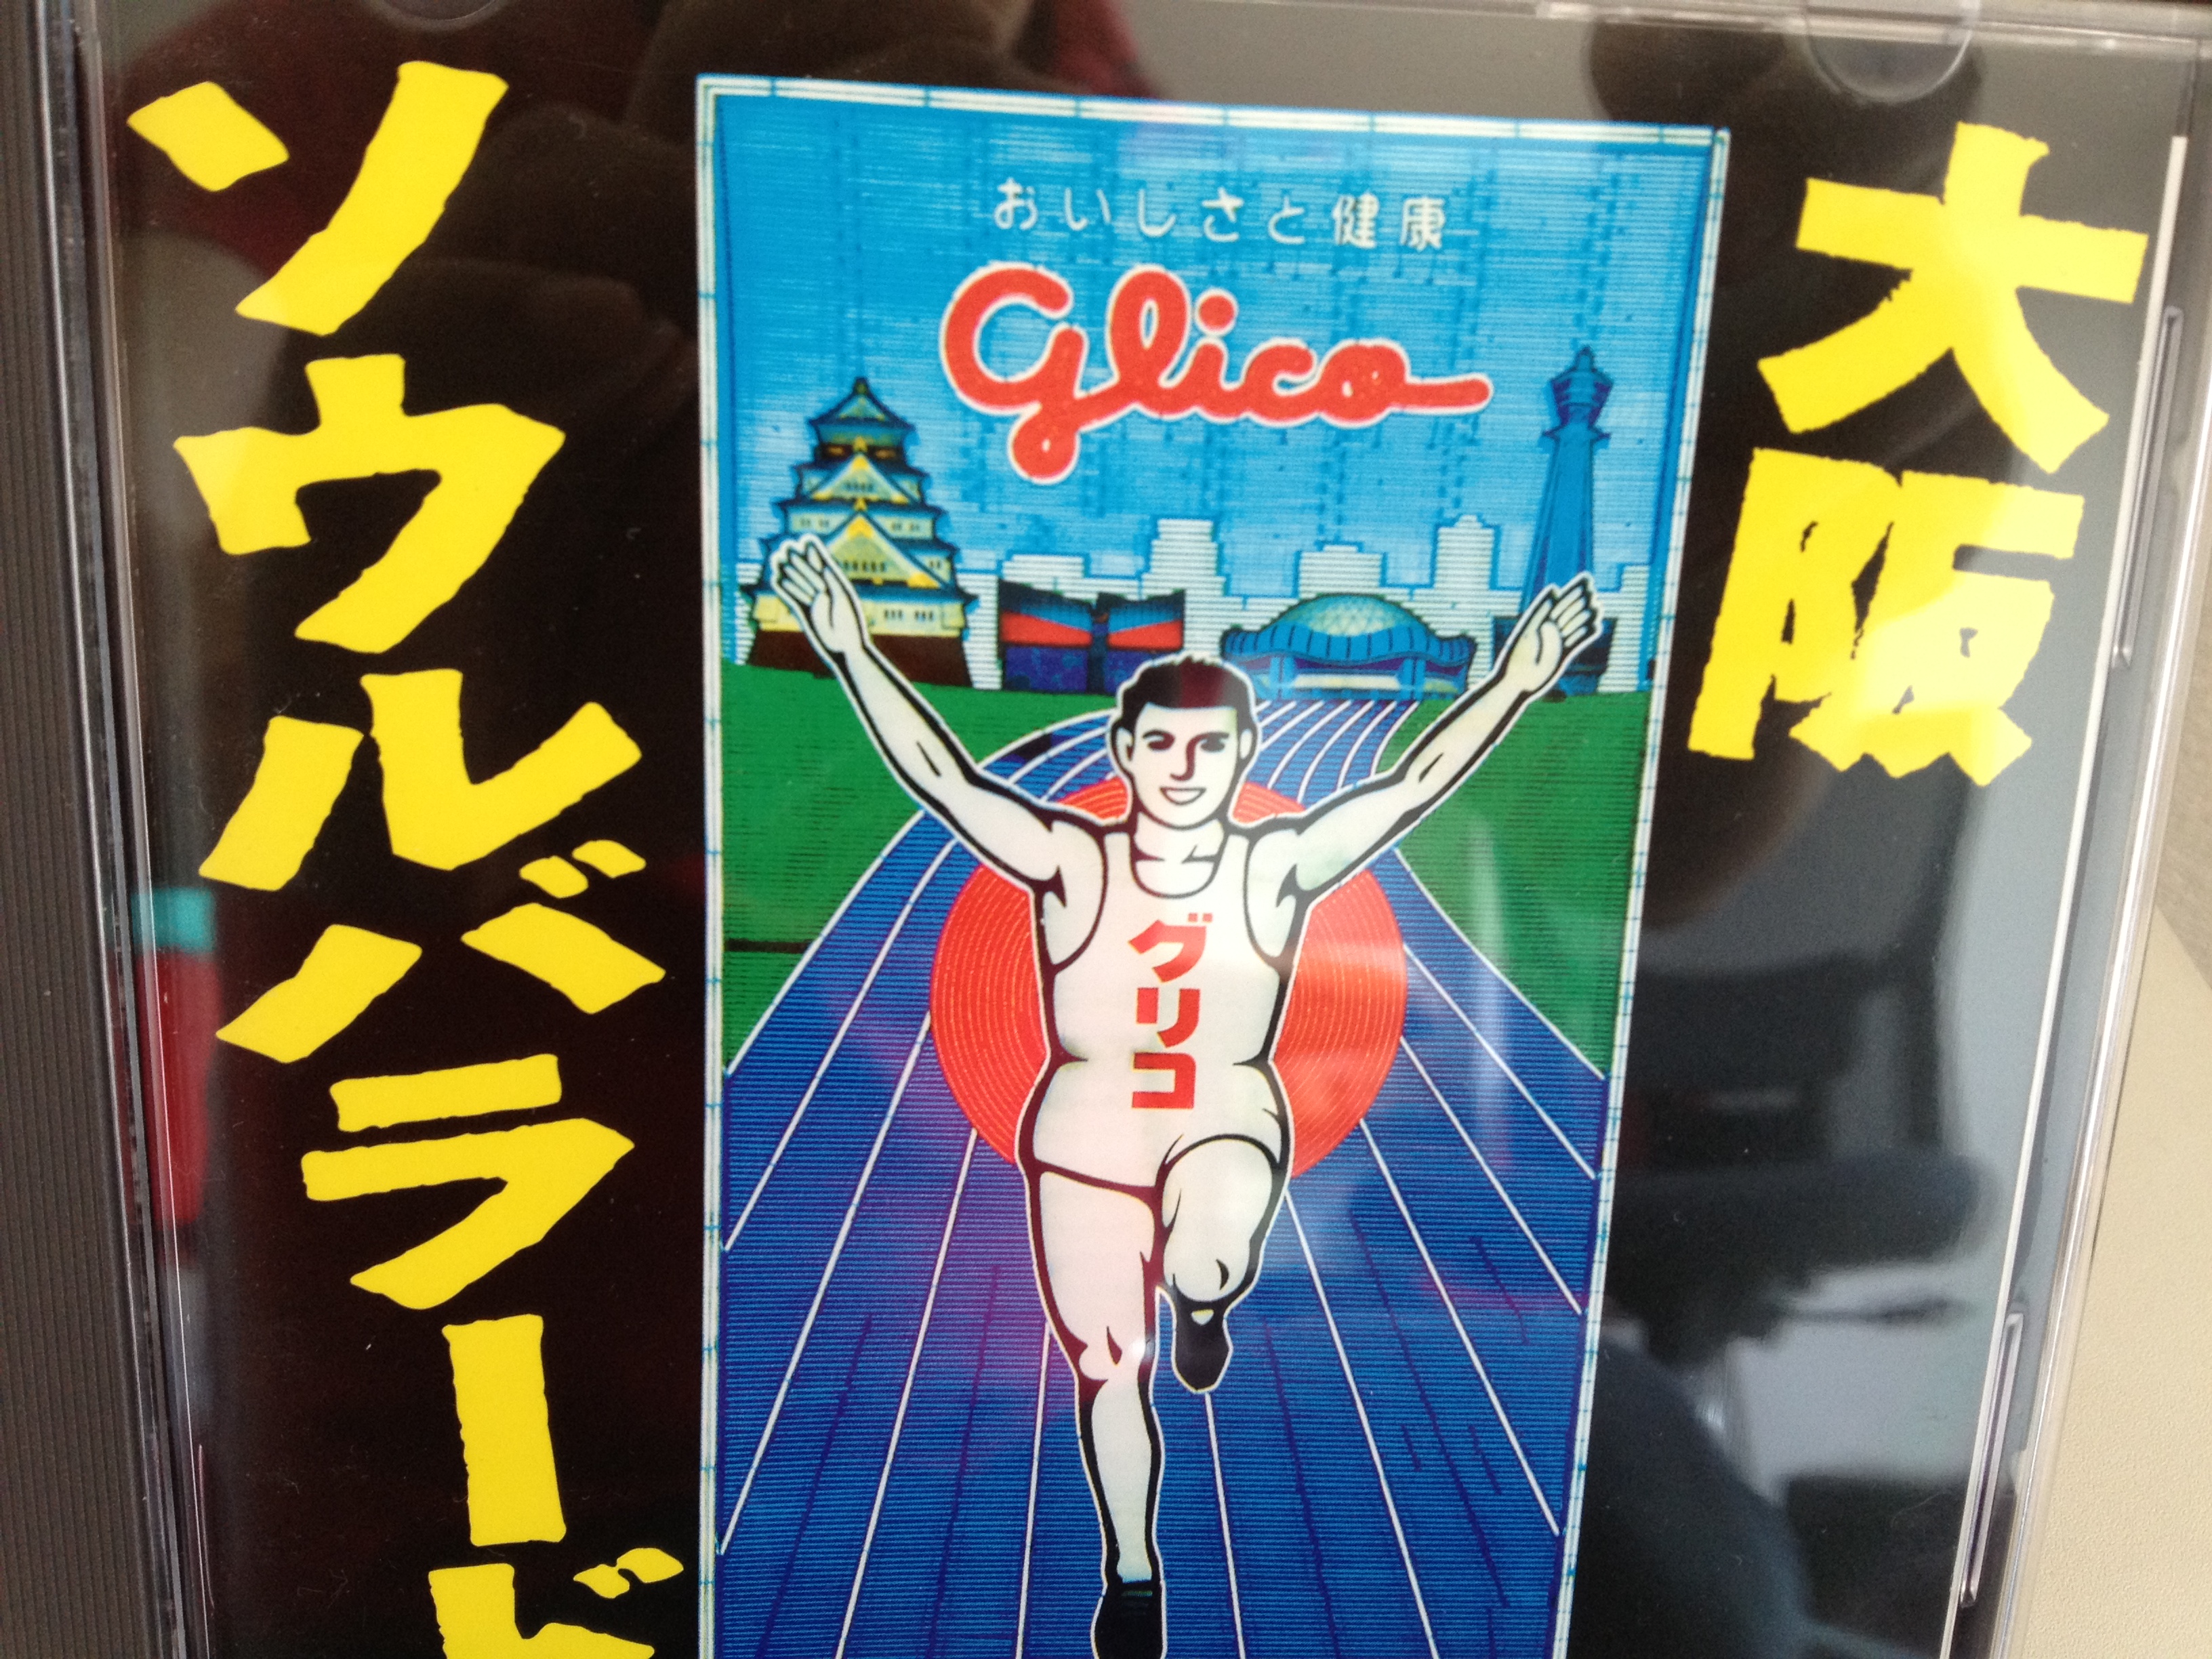 大阪
ソウルバラード
おいしさと健康
glico
グリコ